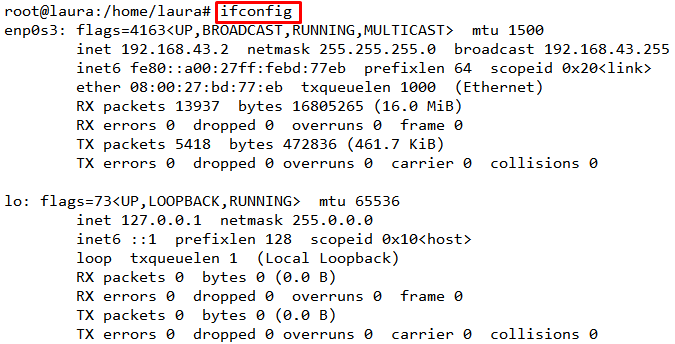 root@laura:/home/laura# ifconfig
enp0s3: flags=4163<UP,BROADCAST,RUNNING,MULTICAST>  mtu 1500
        inet 192.168.43.2  netmask 255.255.255.0  broadcast 192.168.43.255
        inet6 fe80::a00:27ff:febd:77eb  prefixlen 64  scopeid 0x20<link>
        ether 08:00:27:bd:77:eb  txqueuelen 1000  (Ethernet)
        RX packets 13937  bytes 16805265 (16.0 MiB)
        RX errors 0  dropped 0  overruns 0  frame 0
        TX packets 5418  bytes 472836 (461.7 KiB)
        TX errors 0  dropped 0 overruns 0  carrier 0  collisions 0

lo: flags=73<UP,LOOPBACK,RUNNING>  mtu 65536
        inet 127.0.0.1  netmask 255.0.0.0
        inet6 ::1  prefixlen 128  scopeid 0x10<host>
        loop  txqueuelen 1  (Local Loopback)
        RX packets 0  bytes 0 (0.0 B)
        RX errors 0  dropped 0  overruns 0  frame 0
        TX packets 0  bytes 0 (0.0 B)
        TX errors 0  dropped 0 overruns 0  carrier 0  collisions 0